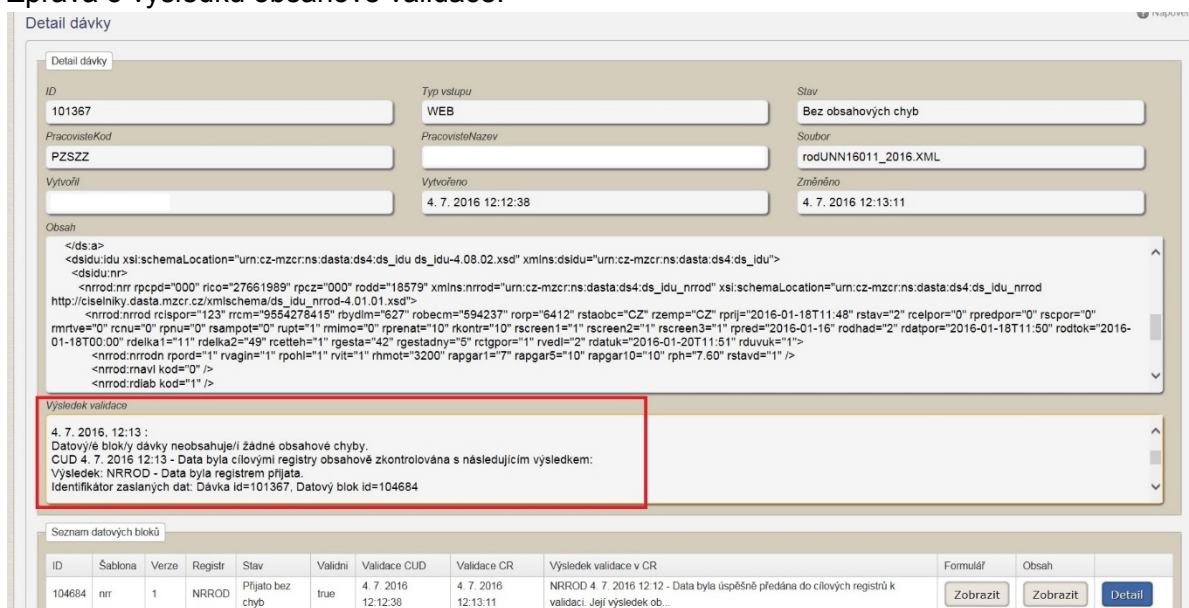 Detail dávky
Detail dávky
ID
Typ vstupu
Stav
101367
WEB
Bez obsahových chyb
PracovisteKod
PracovisteNazev
Soubor
PZSZZ
rodUNN16011_2016.XML
Vytvořil
Vytvořeno
Změněno
4. 7. 2016 12:12:38
4. 7. 2016 12:13:11
Obsah
</ds:a>
<dsidu:idu xsi:schemaLocation="urn:cz-mzcr:ns:dasta:ds4:ds_idu ds_idu-4.08.02.xsd" xmlns:dsidu="urn:cz-mzcr:ns:dasta:ds4:ds_idu">
<dsidu:nr>
<nrrod:nrr rpcpd="000" rico="27661989" rpcz="000" rodd="18579" xmlns:nrrod="urn:cz-mzcr:ns:dasta:ds4:ds_idu_nrrod" xsi:schemaLocation="urn:cz-mzcr:ns:dasta:ds4:ds_idu_nrrod
http://ciselniky.dasta.mzcr.cz/xmlschema/ds_idu_nrrod-4.01.01.xsd">
<nrrod:nrrod rcispor="123" rrcm="9554278415" rbydlm="627" robecm="594237" rorp="6412" rstaobc="CZ" rzemp="CZ" rprij="2016-01-18T11:48" rstav="2" rcelpor="0" rpredpor="0" rscpor="0"
rmrtve="0" rcnu="0" rpnu="0" rsampot="0" rupt="1" rmimo="0" rprenat="10" rkontr="10" rscreen1="1" rscreen2="1" rscreen3="1" rpred="2016-01-16" rodhad="2" datpor="2016-01-18T11:50" rodtok="2016-
01-18T00:00" rdelka1="11" rdelka2="49" rcetteh="1" rgesta="42" rgestadny="5" rctgpor="1" rvedl="2" rdatuk="2016-01-20T11:51" rduvuk="1">
<nrrod:nrrodn rpord="1" rvagin="1" rpohl="1" rvit="1" rhmot="3200" rapgar1="7" rapgar5="10" rapgar10="10" rph="7.60" rstavd="1" />
<nrrod:rnavl kod="0" />
<nrrod:rdiab kod="1" />
Výsledek validace
4. 7. 2016, 12:13 :
Datový/é blok/y dávky neobsahuje/í žádné obsahové chyby.
CUD 4. 7. 2016 12:13 - Data byla cílovými registry obsahově zkontrolována s následujícím výsledkem:
Výsledek: NRROD - Data byla registrem přijata.
Identifikátor zaslaných dat: Dávka id=101367, Datový blok id=104684
Seznam datových bloků
ID Šablona Verze Registr Stav Validni Validace CUD Validace CR Výsledek validace v CR Formulář Obsah
104684 nrr 1 NRROD Přijato bez chyb true 4. 7. 2016 12:12:38 4. 7. 2016 12:13:11 NRROD 4. 7. 2016 12:12 - Data byla úspěšně předána do cílových registrů k validaci. Její výsledek ob... Zobrazit Zobrazit Detail